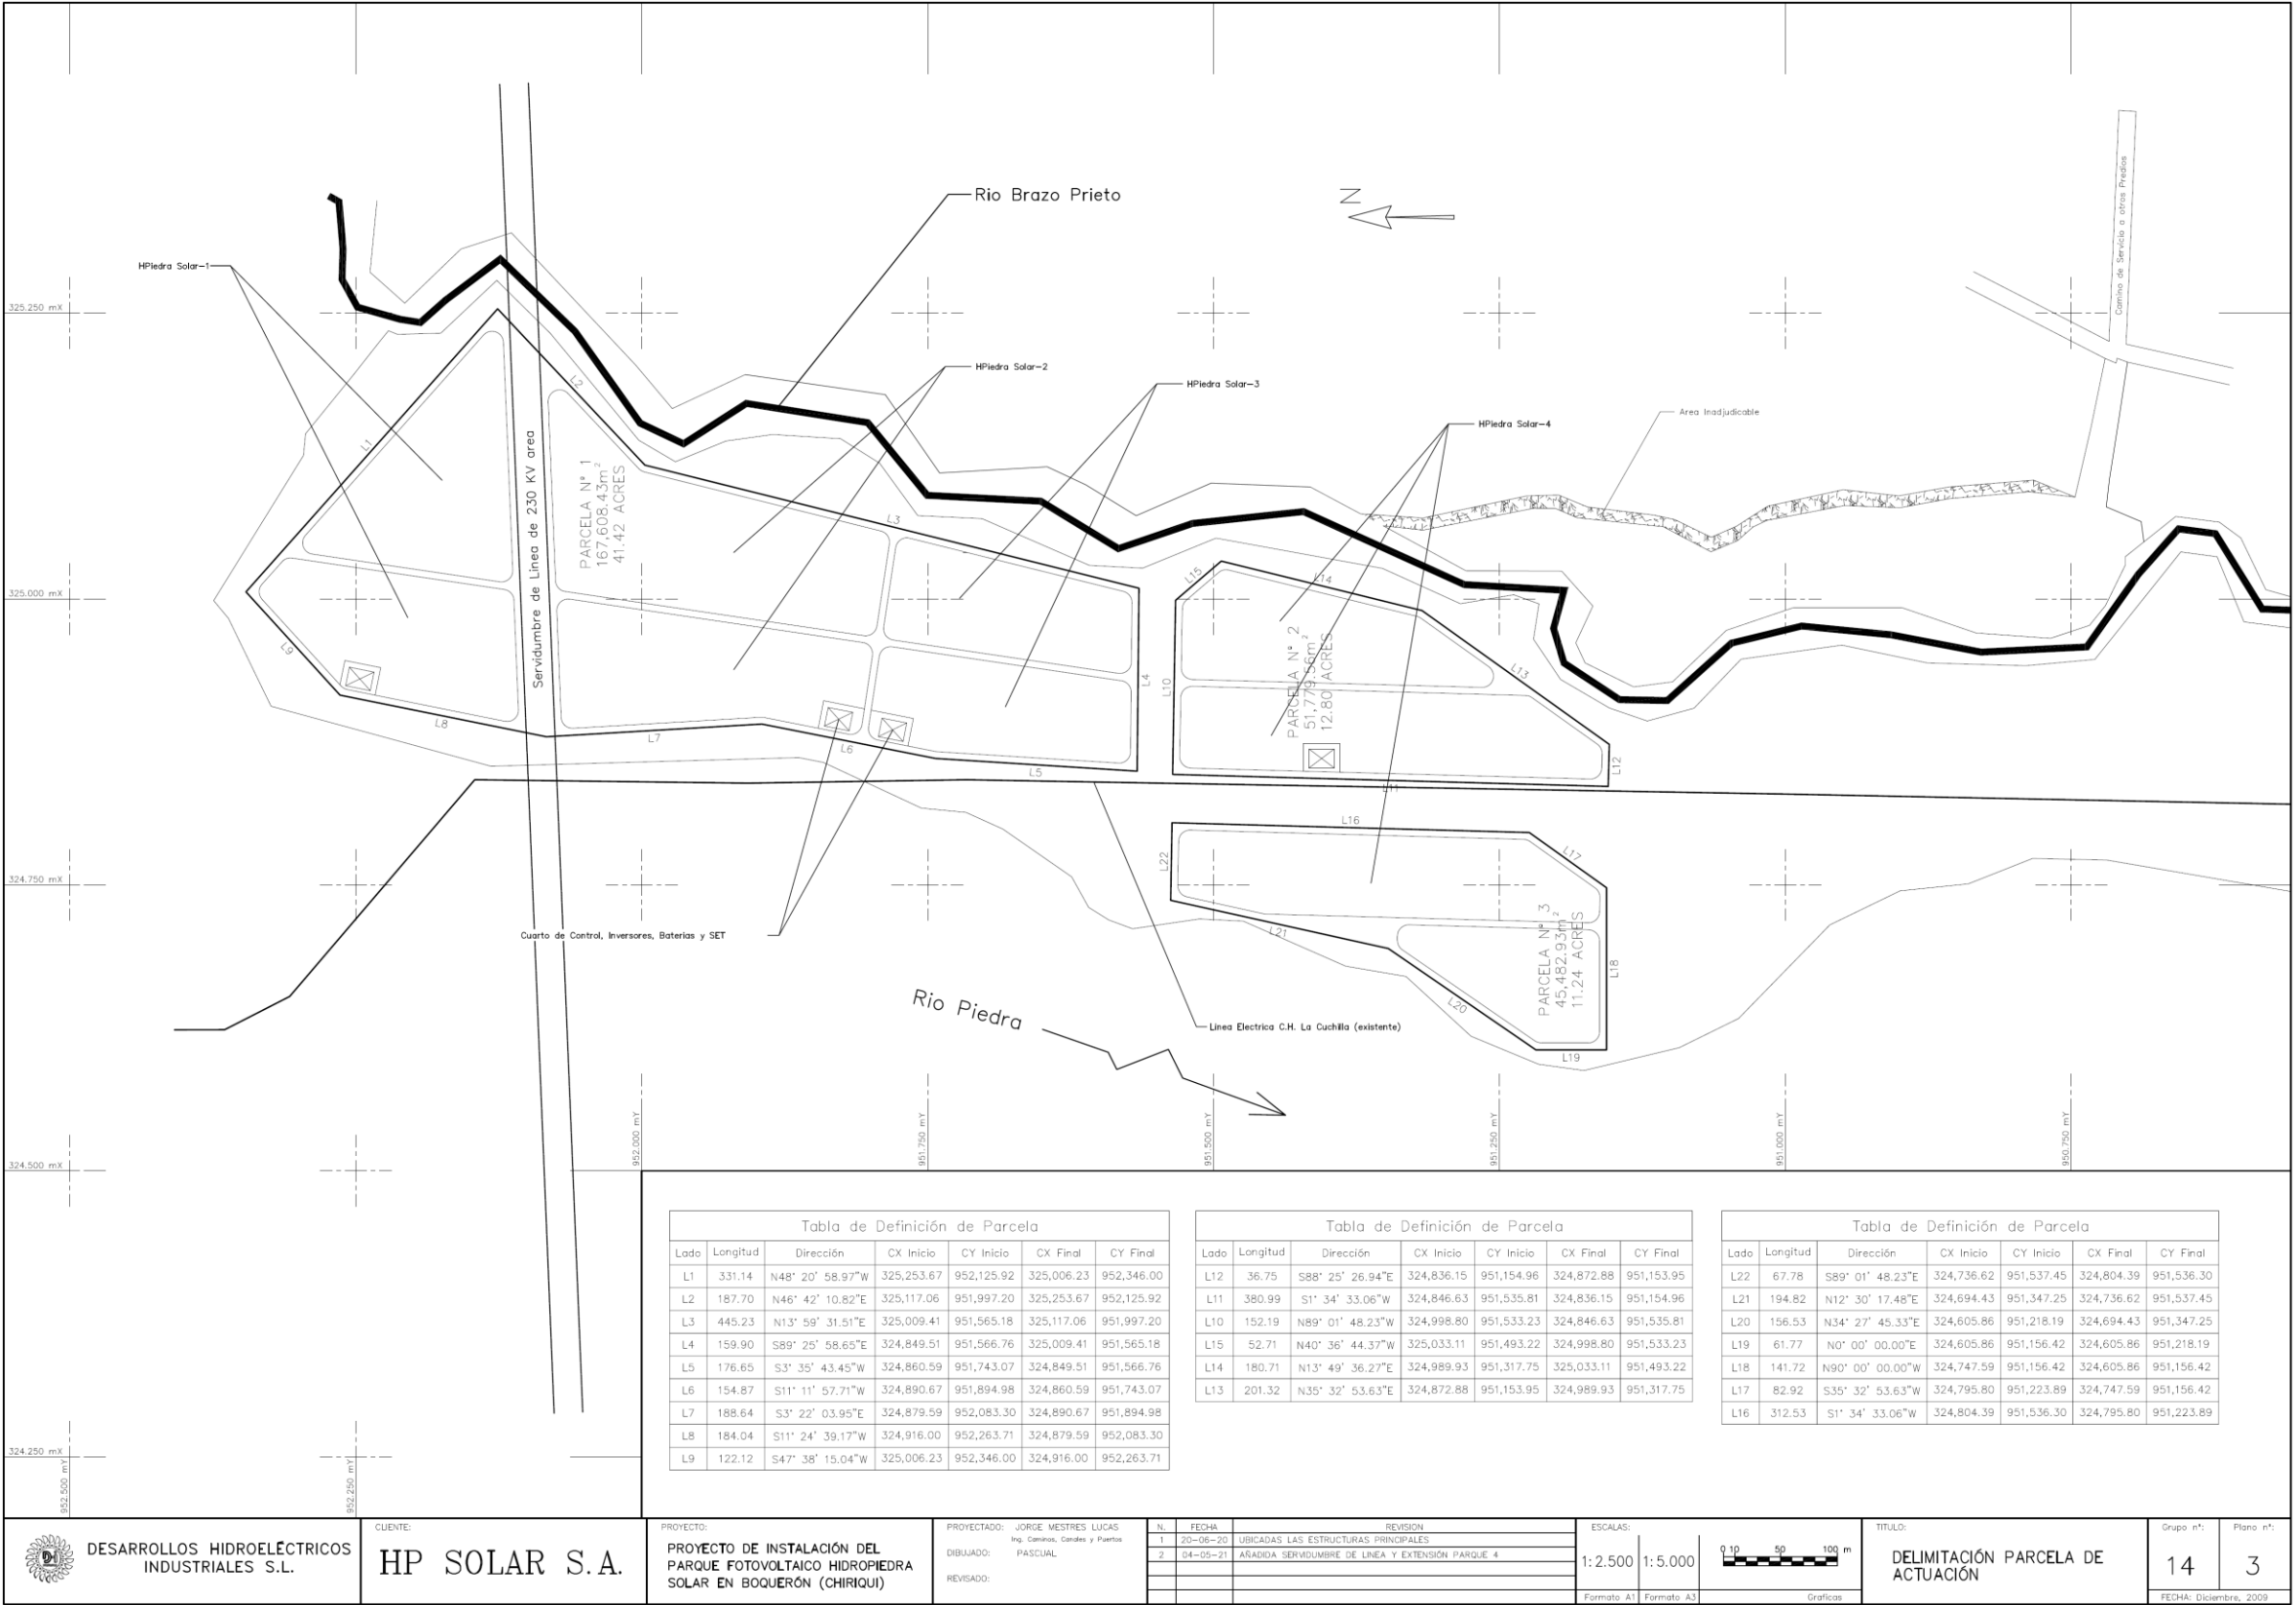 Rio Brazo Prieto
N
HPiedra Solar-1
HPiedra Solar-2
HPiedra Solar-3
HPiedra Solar-4
Area Inadjudicable
Camino de Servicio a otros Predios
325.250 mX
325.000 mX
324.750 mX
324.500 mX
324.250 mX
Servidumbre de Linea de 230 KV area
PARCELA N° 1
167,608.43m²
41.42 ACRES
PARCELA N° 2
51,779.56m²
12.80 ACRES
PARCELA N° 3
45,482.93m²
11.24 ACRES
L1
L2
L3
L4
L5
L6
L7
L8
L9
L10
L11
L12
L13
L14
L15
L16
L17
L18
L19
L20
L21
L22
Cuarto de Control, Inversores, Baterias y SET
Rio Piedra
Linea Electrica C.H. La Cuchilla (existente)
952.500 mY
952.250 mY
952.000 mY
951.750 mY
951.500 mY
951.250 mY
951.000 mY
950.750 mY
Tabla de Definición de Parcela
Lado Longitud Dirección CX Inicio CY Inicio CX Final CY Final
L1 331.14 N48° 20' 58.97"W 325,253.67 952,125.92 325,006.23 952,346.00
L2 187.70 N46° 42' 10.82"E 325,117.06 951,997.20 325,253.67 952,125.92
L3 445.23 N13° 59' 31.51"E 325,009.41 951,565.18 325,117.06 951,997.20
L4 159.90 S89° 25' 58.65"E 324,849.51 951,566.76 325,009.41 951,565.18
L5 176.65 S3° 35' 43.45"W 324,860.59 951,743.07 324,849.51 951,566.76
L6 154.87 S11° 11' 57.71"W 324,890.67 951,894.98 324,860.59 951,743.07
L7 188.64 S3° 22' 03.95"E 324,879.59 952,083.30 324,890.67 951,894.98
L8 184.04 S11° 24' 39.17"W 324,916.00 952,263.71 324,879.59 952,083.30
L9 122.12 S47° 38' 15.04"W 325,006.23 952,346.00 324,916.00 952,263.71
Tabla de Definición de Parcela
Lado Longitud Dirección CX Inicio CY Inicio CX Final CY Final
L12 36.75 S88° 25' 26.94"E 324,836.15 951,154.96 324,872.88 951,153.95
L11 380.99 S1° 34' 33.06"W 324,846.63 951,535.81 324,836.15 951,154.96
L10 152.19 N89° 01' 48.23"W 324,998.80 951,533.23 324,846.63 951,535.81
L15 52.71 N40° 36' 44.37"W 325,033.11 951,493.22 324,998.80 951,533.23
L14 180.71 N13° 49' 36.27"E 324,989.93 951,317.75 325,033.11 951,493.22
L13 201.32 N35° 32' 53.63"E 324,872.88 951,153.95 324,989.93 951,317.75
Tabla de Definición de Parcela
Lado Longitud Dirección CX Inicio CY Inicio CX Final CY Final
L22 67.78 S89° 01' 48.23"E 324,736.62 951,537.45 324,804.39 951,536.30
L21 194.82 N12° 30' 17.48"E 324,694.43 951,347.25 324,736.62 951,537.45
L20 156.53 N34° 27' 45.33"E 324,605.86 951,218.19 324,694.43 951,347.25
L19 61.77 N0° 00' 00.00"E 324,605.86 951,156.42 324,605.86 951,218.19
L18 141.72 N90° 00' 00.00"W 324,747.59 951,156.42 324,605.86 951,156.42
L17 82.92 S35° 32' 53.63"W 324,795.80 951,223.89 324,747.59 951,156.42
L16 312.53 S1° 34' 33.06"W 324,804.39 951,536.30 324,795.80 951,223.89
DESARROLLOS HIDROELÉCTRICOS
INDUSTRIALES S.L.
CLIENTE:
HP SOLAR S.A.
PROYECTO:
PROYECTO DE INSTALACIÓN DEL
PARQUE FOTOVOLTAICO HIDROPIEDRA
SOLAR EN BOQUERÓN (CHIRIQUI)
PROYECTADO: JORGE MESTRES LUCAS
Ing. Caminos, Canales y Puertos
DIBUJADO: PASCUAL
REVISADO:
N. FECHA REVISION
1 20-06-20 UBICADAS LAS ESTRUCTURAS PRINCIPALES
2 04-05-21 AÑADIDA SERVIDUMBRE DE LINEA Y EXTENSIÓN PARQUE 4
ESCALAS:
1:2.500 1:5.000
0 10 50 100 m
Formato A1 Formato A3 Graficas
TITULO:
DELIMITACIÓN PARCELA DE
ACTUACIÓN
Grupo n°: Plano n°:
14 3
FECHA: Diciembre, 2009